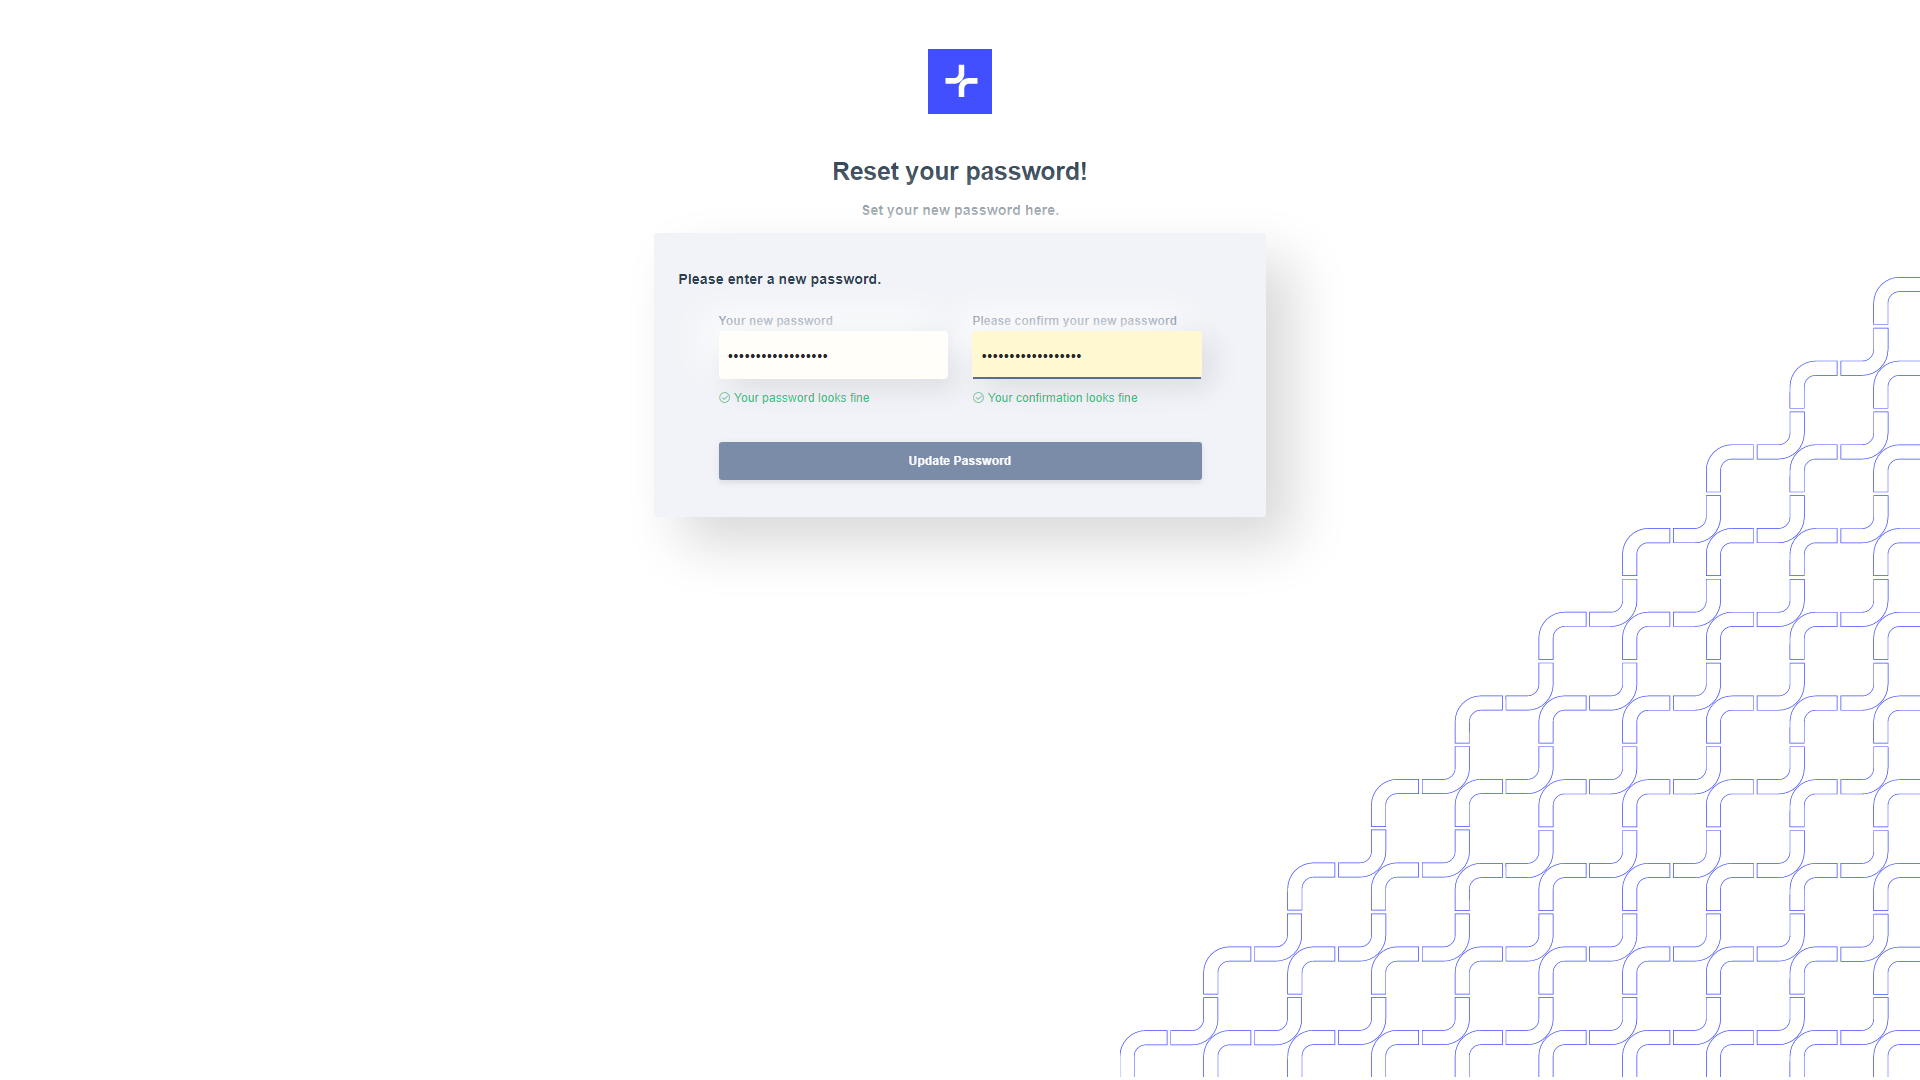 Reset your password!
Set your new password here.
Please enter a new password.
Your new password
Please confirm your new password
••••••••••••••••••
••••••••••••••••••
Your password looks fine
Your confirmation looks fine
Update Password